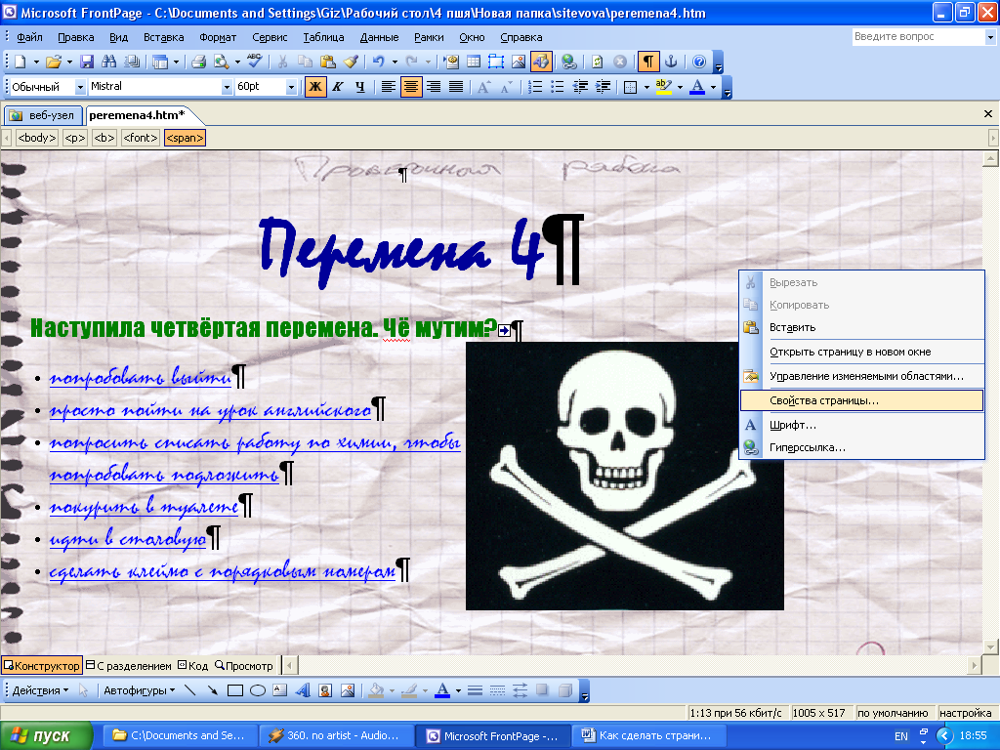 Microsoft FrontPage - C:\Documents and Settings\Giz\Рабочий стол\4 пшя\Новая папка\sitevova\peremena4.htm
Файл Правка Вид Вставка Формат Сервис Таблица Данные Рамки Окно Справка Введите вопрос
Обычный Mistral 60pt Ж К Ч
веб-узел peremena4.htm*
<body> <p> <b> <font> <span>
Проверочная работа
¶
Перемена 4¶
Наступила четвёртая перемена. Чё мутим?¶
попробовать выйти¶
просто пойти на урок английского¶
попросить списать работу по химии, чтобы
попробовать подложить¶
покурить в туалете¶
идти в столовую¶
сделать клеймо с порядковым номером¶
Вырезать
Копировать
Вставить
Открыть страницу в новом окне
Управление изменяемыми областями...
Свойства страницы...
Шрифт...
Гиперссылка...
Конструктор С разделением Код Просмотр
Действия Автофигуры
1:13 при 56 кбит/с 1005 x 517 по умолчанию настройка
пуск C:\Documents and Se... 360. no artist - Audio... Microsoft FrontPage -... Как сделать страни... EN 18:55